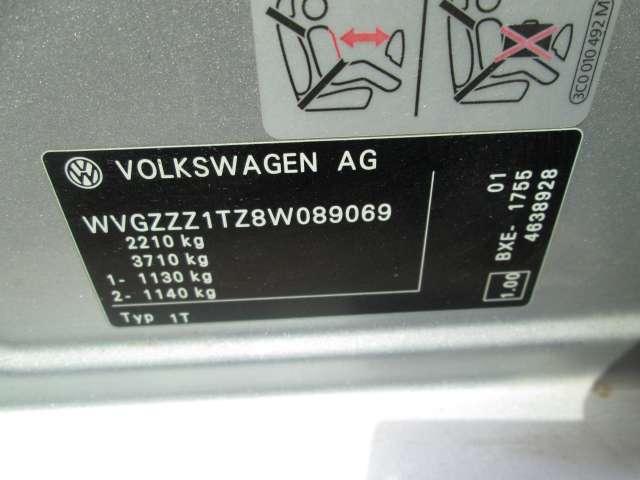 3C0 010 492 M
VOLKSWAGEN AG
WVGZZZ1TZ8W089069
2210 kg
3710 kg
1- 1130 kg
2- 1140 kg
Typ 1T
01
BXE- 1755
4638928
1.00